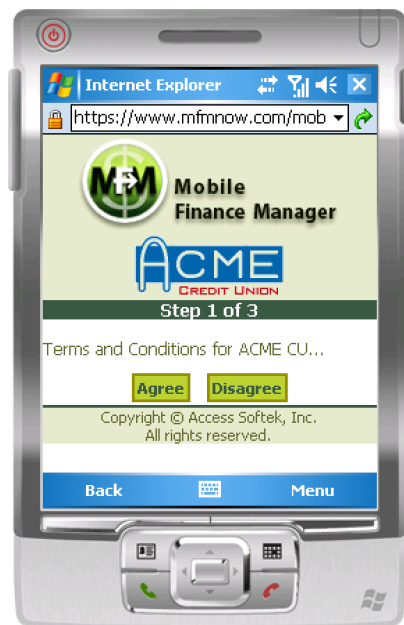 Internet Explorer
https://www.mfmnow.com/mob
MFM
Mobile
Finance Manager
ACME
CREDIT UNION
Step 1 of 3
Terms and Conditions for ACME CU...
Agree Disagree
Copyright © Access Softek, Inc.
All rights reserved.
Back Menu